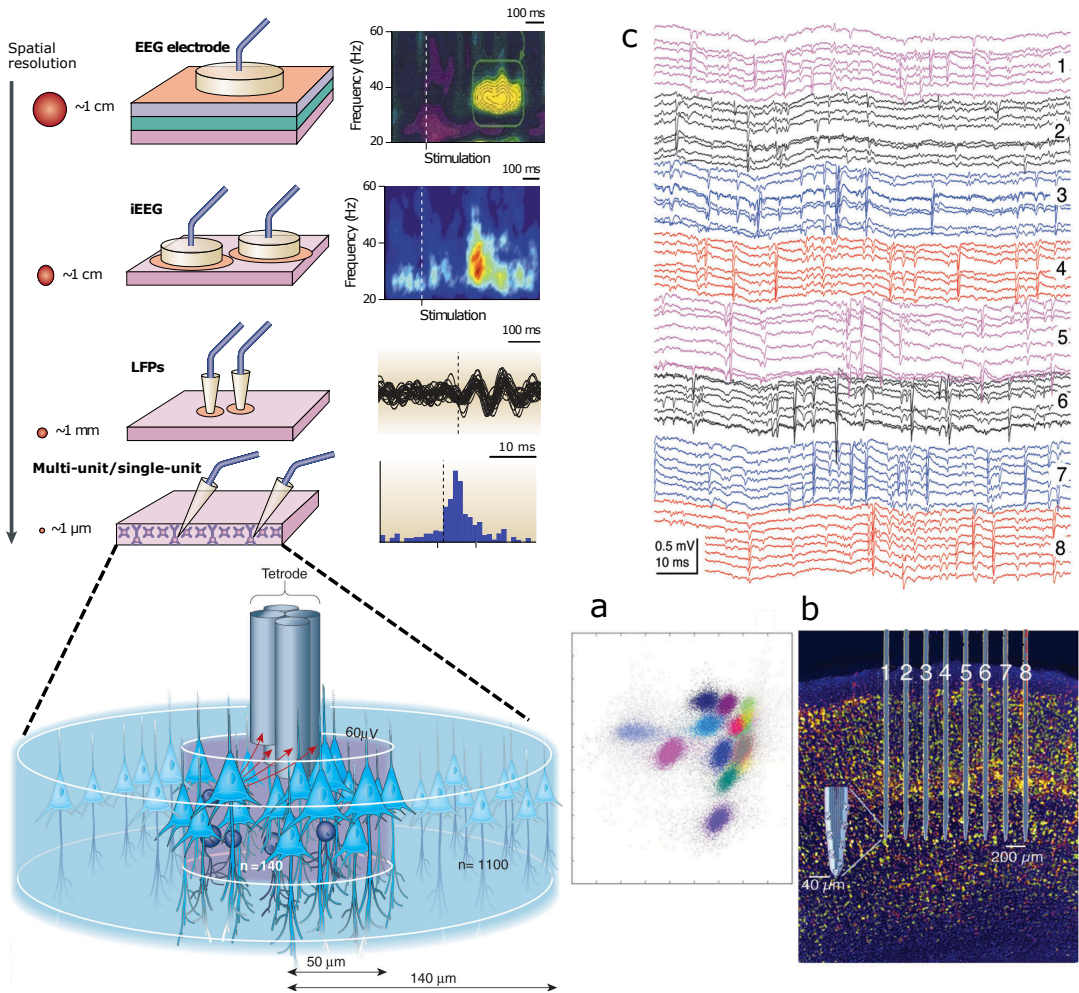 Spatial
resolution
EEG electrode
~1 cm
100 ms
Frequency (Hz)
60
40
20
Stimulation
iEEG
~1 cm
100 ms
Frequency (Hz)
60
40
20
Stimulation
LFPs
~1 mm
100 ms
Multi-unit/single-unit
~1 µm
10 ms
Tetrode
60µV
n = 140
n= 1100
50 µm
140 µm
c
1
2
3
4
5
6
7
8
0.5 mV
10 ms
a
b
1 2 3 4 5 6 7 8
200 µm
40 µm